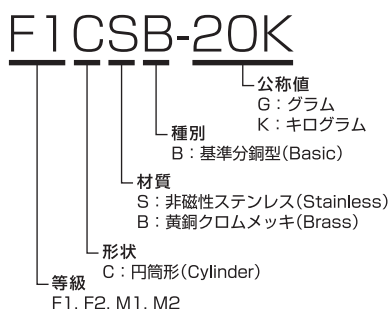 F1CSB-20K
公称値
G：グラム
K：キログラム
種別
B：基準分銅型(Basic)
材質
S：非磁性ステンレス(Stainless)
B：黄銅クロムメッキ(Brass)
形状
C：円筒形(Cylinder)
等級
F1, F2, M1, M2